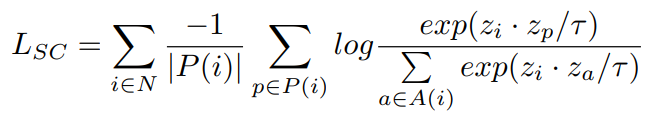 L_{SC} = \sum_{i \in N} \frac{-1}{|P(i)|} \sum_{p \in P(i)} log \frac{exp(z_i \cdot z_p / \tau)}{\sum_{a \in A(i)} exp(z_i \cdot z_a / \tau)}